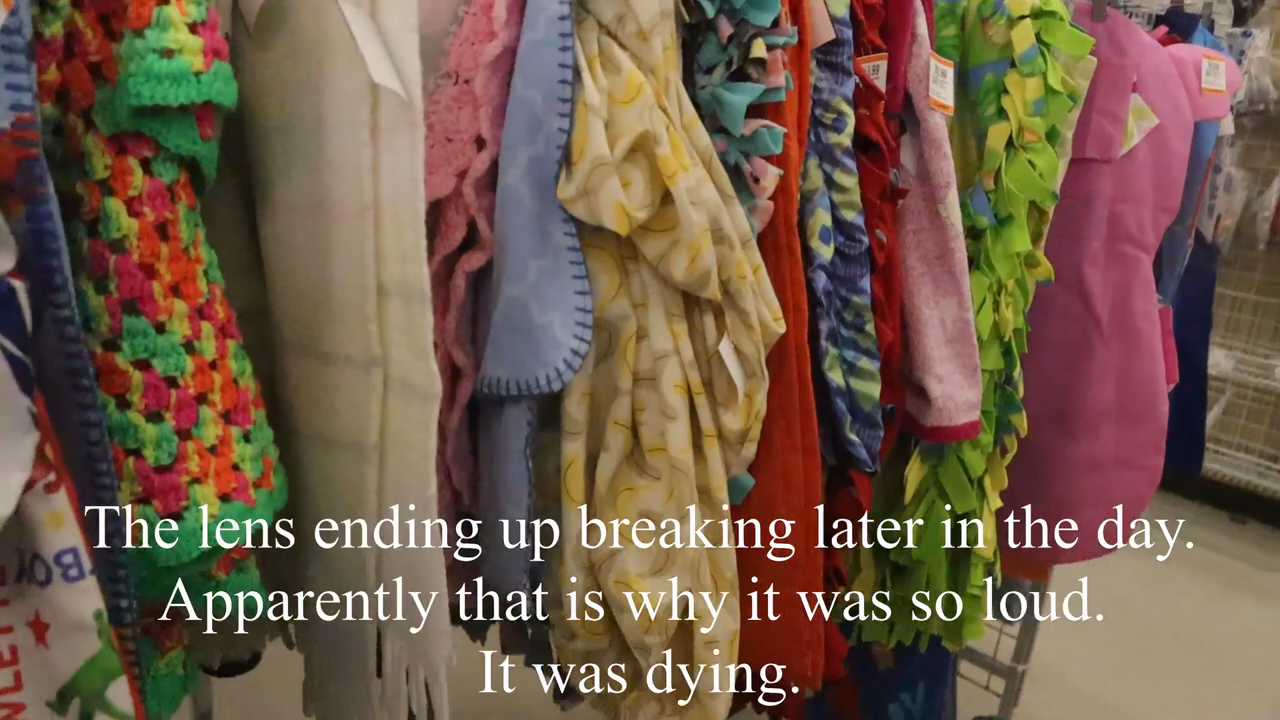 The lens ending up breaking later in the day.
Apparently that is why it was so loud.
It was dying.